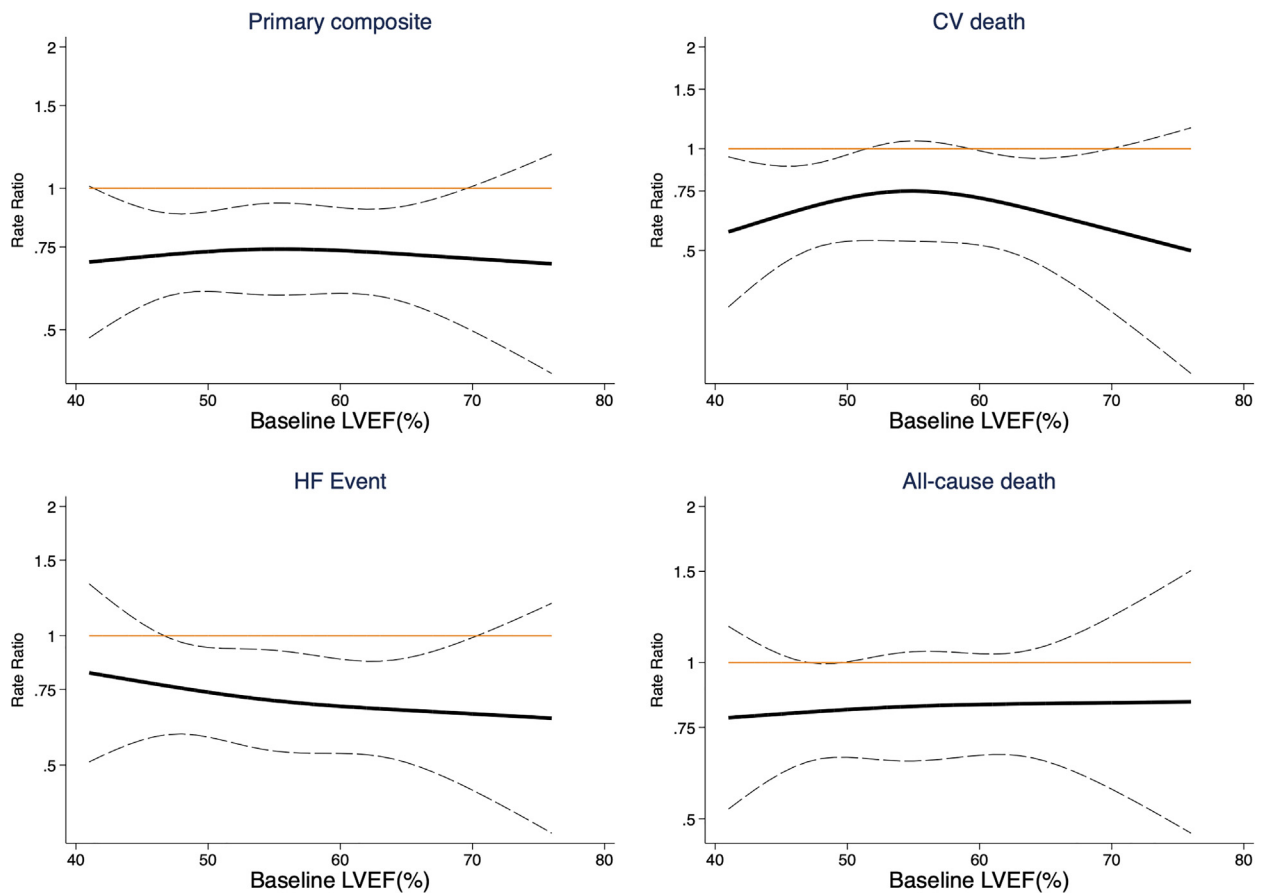 Primary composite
2
1.5
1
.75
.5
Rate Ratio
40 50 60 70 80
Baseline LVEF(%)
CV death
2
1.5
1
.75
.5
Rate Ratio
40 50 60 70 80
Baseline LVEF(%)
HF Event
2
1.5
1
.75
.5
Rate Ratio
40 50 60 70 80
Baseline LVEF(%)
All-cause death
2
1.5
1
.75
.5
Rate Ratio
40 50 60 70 80
Baseline LVEF(%)